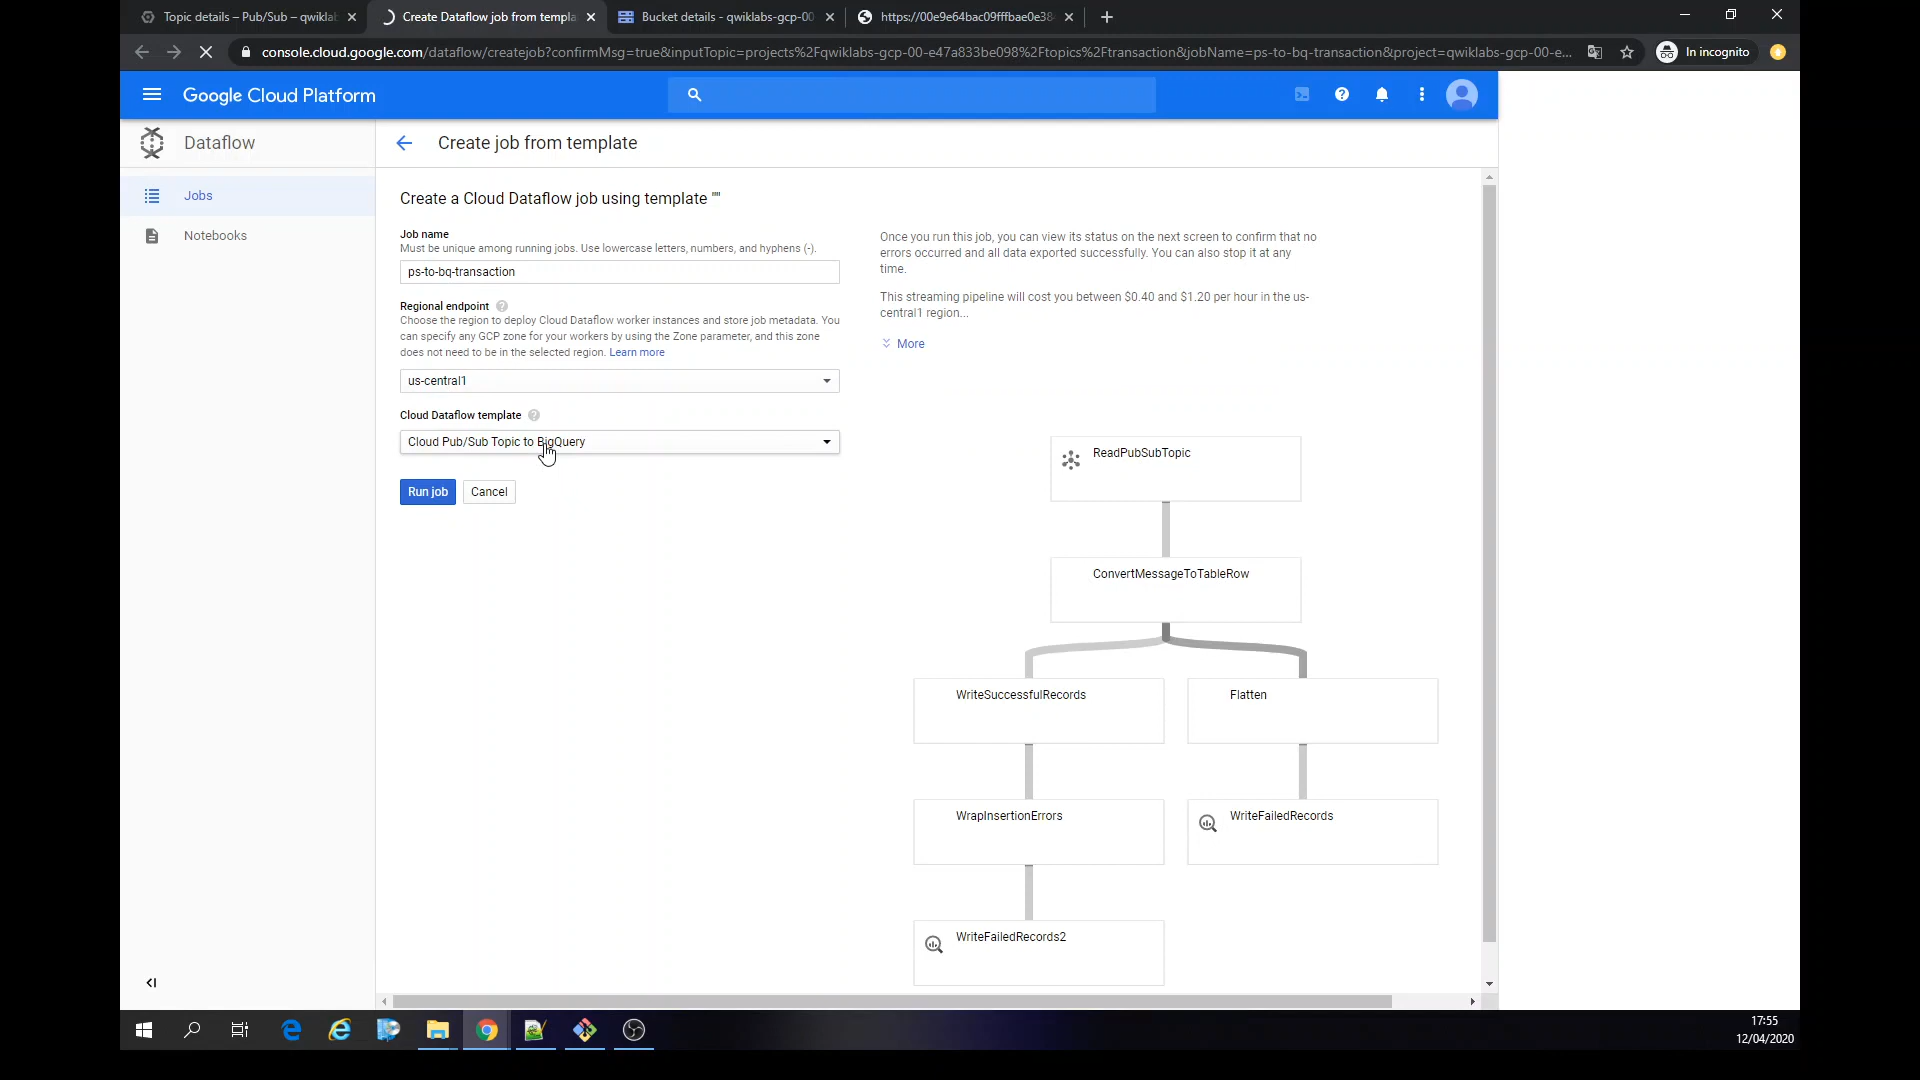 Topic details – Pub/Sub – qwikla
Create Dataflow job from templa
Bucket details - qwiklabs-gcp-00
https://00e9e64bac09fffbae0e38
console.cloud.google.com/dataflow/createjob?confirmMsg=true&inputTopic=projects%2Fqwiklabs-gcp-00-e47a833be098%2Ftopics%2Ftransaction&jobName=ps-to-bq-transaction&project=qwiklabs-gcp-00-e...
In incognito
Google Cloud Platform
Dataflow
Create job from template
Jobs
Notebooks
Create a Cloud Dataflow job using template ""
Job name
Must be unique among running jobs. Use lowercase letters, numbers, and hyphens (-).
ps-to-bq-transaction
Regional endpoint
Choose the region to deploy Cloud Dataflow worker instances and store job metadata. You
can specify any GCP zone for your workers by using the Zone parameter, and this zone
does not need to be in the selected region. Learn more
us-central1
Cloud Dataflow template
Cloud Pub/Sub Topic to BigQuery
Run job
Cancel
Once you run this job, you can view its status on the next screen to confirm that no
errors occurred and all data exported successfully. You can also stop it at any
time.
This streaming pipeline will cost you between $0.40 and $1.20 per hour in the us-
central1 region...
More
ReadPubSubTopic
ConvertMessageToTableRow
WriteSuccessfulRecords
Flatten
WrapInsertionErrors
WriteFailedRecords
WriteFailedRecords2
17:55
12/04/2020